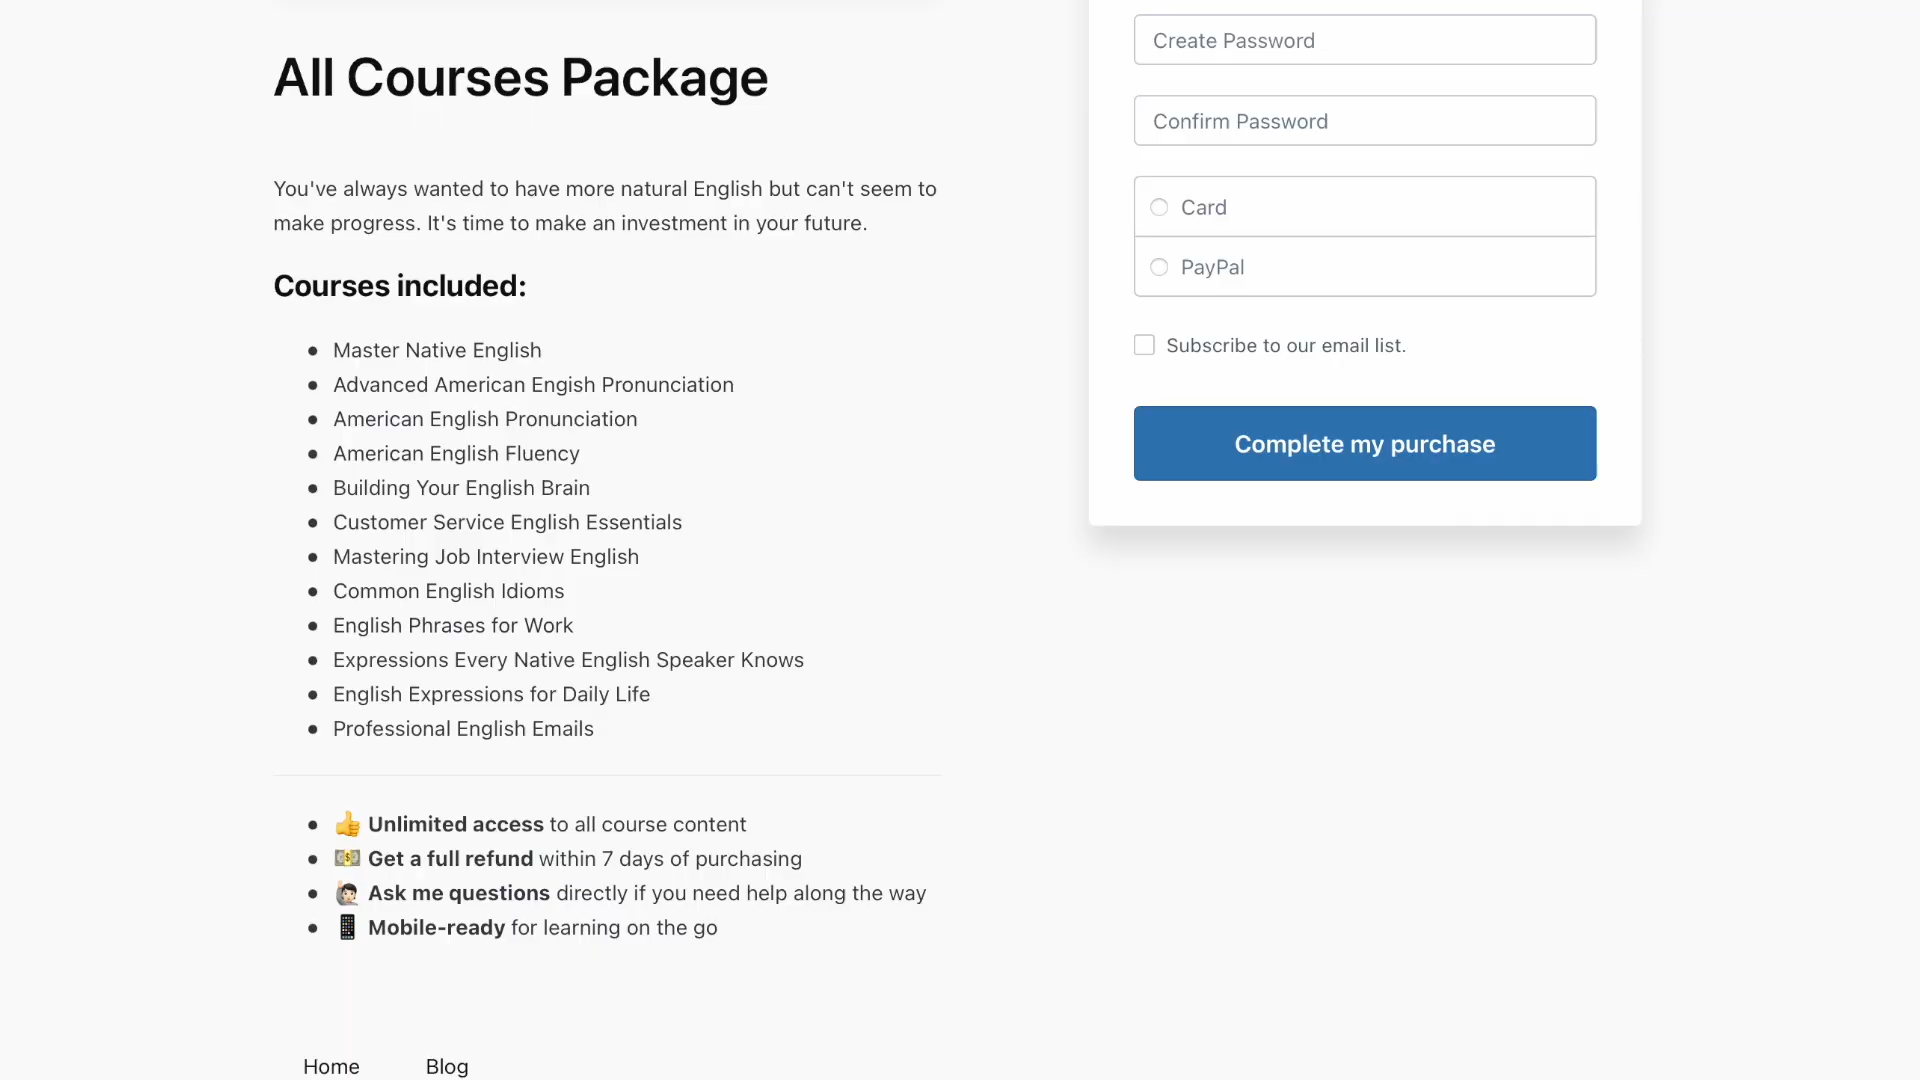 All Courses Package
You've always wanted to have more natural English but can't seem to
make progress. It's time to make an investment in your future.
Courses included:
Master Native English
Advanced American Engish Pronunciation
American English Pronunciation
American English Fluency
Building Your English Brain
Customer Service English Essentials
Mastering Job Interview English
Common English Idioms
English Phrases for Work
Expressions Every Native English Speaker Knows
English Expressions for Daily Life
Professional English Emails
👍 Unlimited access to all course content
💵 Get a full refund within 7 days of purchasing
🙋🏻 Ask me questions directly if you need help along the way
📱 Mobile-ready for learning on the go
Home
Blog
Create Password
Confirm Password
Card
PayPal
Subscribe to our email list.
Complete my purchase